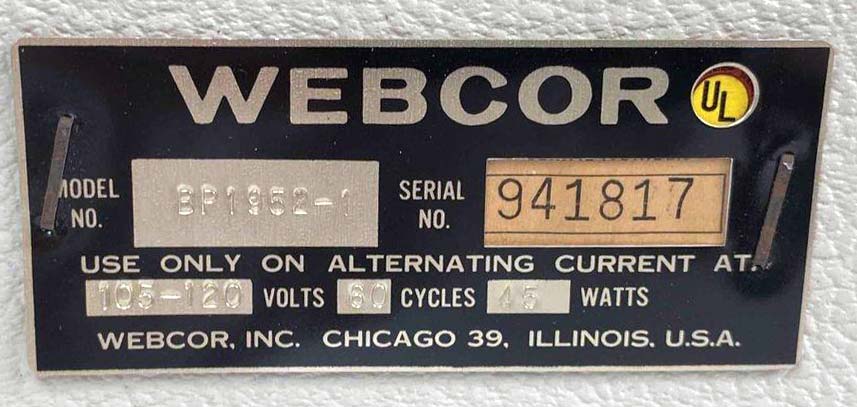 WEBCOR UL
MODEL NO. BP1952-1 SERIAL NO. 941817
USE ONLY ON ALTERNATING CURRENT AT.
105-120 VOLTS 60 CYCLES 45 WATTS
WEBCOR, INC. CHICAGO 39, ILLINOIS. U.S.A.